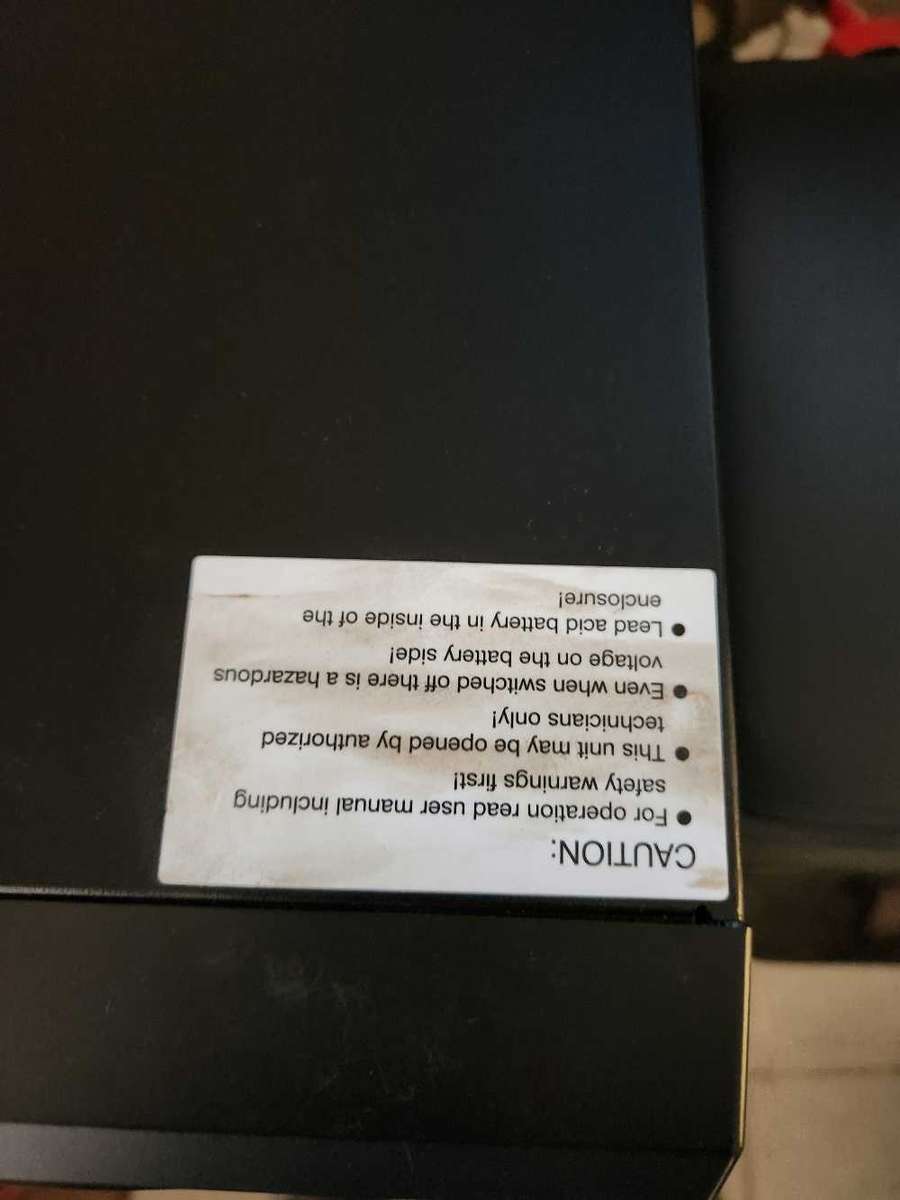 CAUTION:
● For operation read user manual including
safety warnings first!
● This unit may be opened by authorized
technicians only!
● Even when switched off there is a hazardous
voltage on the battery side!
● Lead acid battery in the inside of the
enclosure!